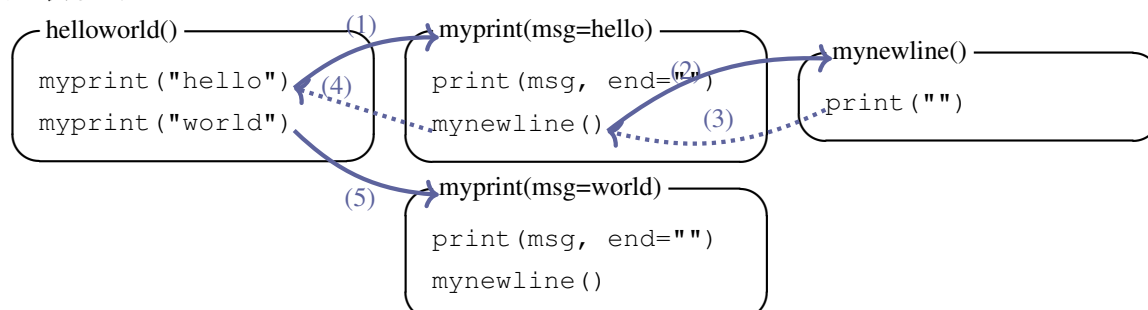 helloworld()
myprint("hello")
myprint("world")
(1)
(4)
(5)
myprint(msg=hello)
print(msg, end="")
mynewline()
(2)
(3)
mynewline()
print("")
myprint(msg=world)
print(msg, end="")
mynewline()